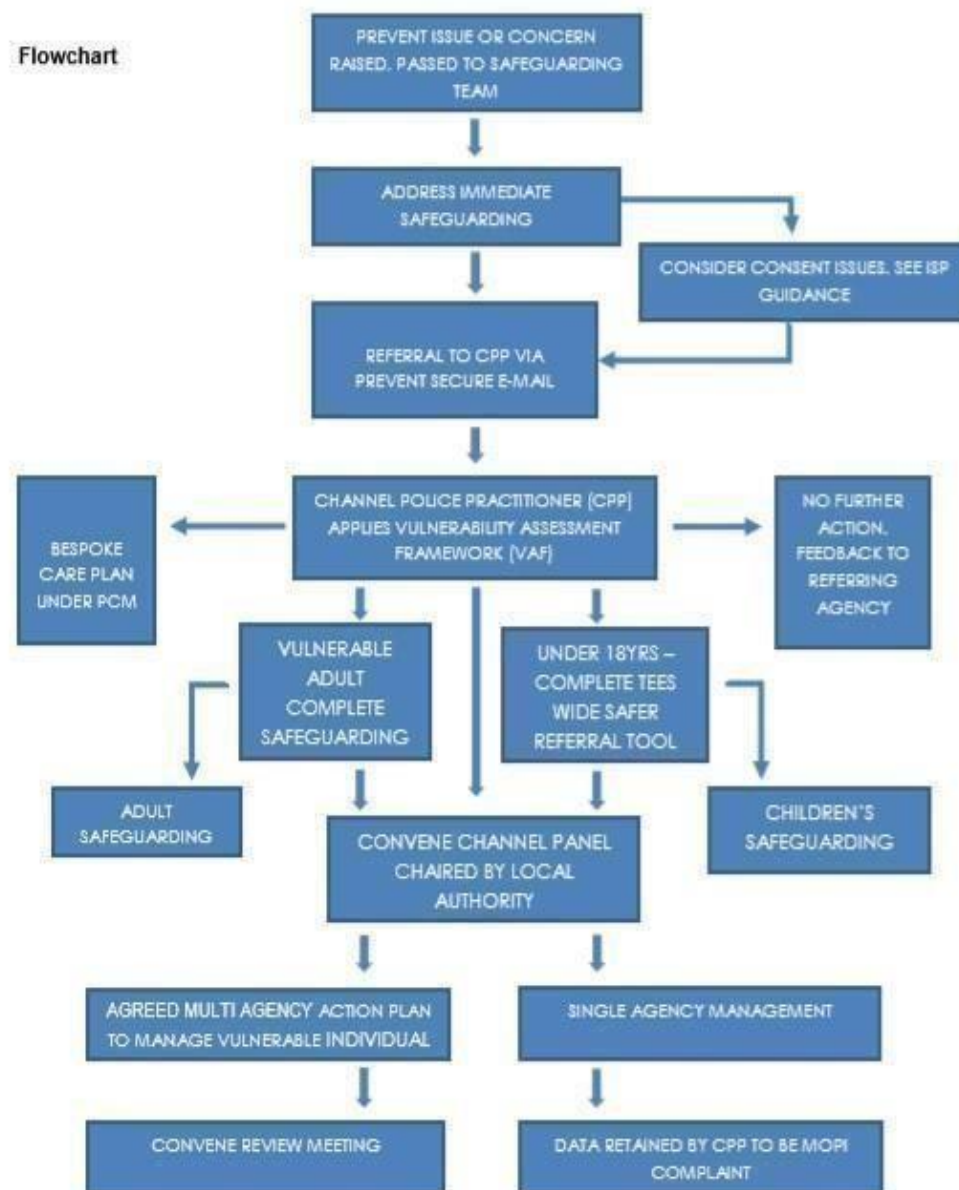 Flowchart
PREVENT ISSUE OR CONCERN
RAISED. PASSED TO SAFEGUARDING
TEAM
ADDRESS IMMEDIATE
SAFEGUARDING
CONSIDER CONSENT ISSUES. SEE ISP
GUIDANCE
REFERRAL TO CPP VIA
PREVENT SECURE E-MAIL
BESPOKE
CARE PLAN
UNDER PCM
CHANNEL POLICE PRACTITIONER (CPP)
APPLIES VULNERABILITY ASSESSMENT
FRAMEWORK (VAF)
NO FURTHER
ACTION.
FEEDBACK TO
REFERRING
AGENCY
VULNERABLE
ADULT
COMPLETE
SAFEGUARDING
UNDER 18YRS –
COMPLETE TEES
WIDE SAFER
REFERRAL TOOL
ADULT
SAFEGUARDING
CONVENE CHANNEL PANEL
CHAIRED BY LOCAL
AUTHORITY
CHILDREN'S
SAFEGUARDING
AGREED MULTI AGENCY ACTION PLAN
TO MANAGE VULNERABLE INDIVIDUAL
SINGLE AGENCY MANAGEMENT
CONVENE REVIEW MEETING
DATA RETAINED BY CPP TO BE MOPI
COMPLAINT